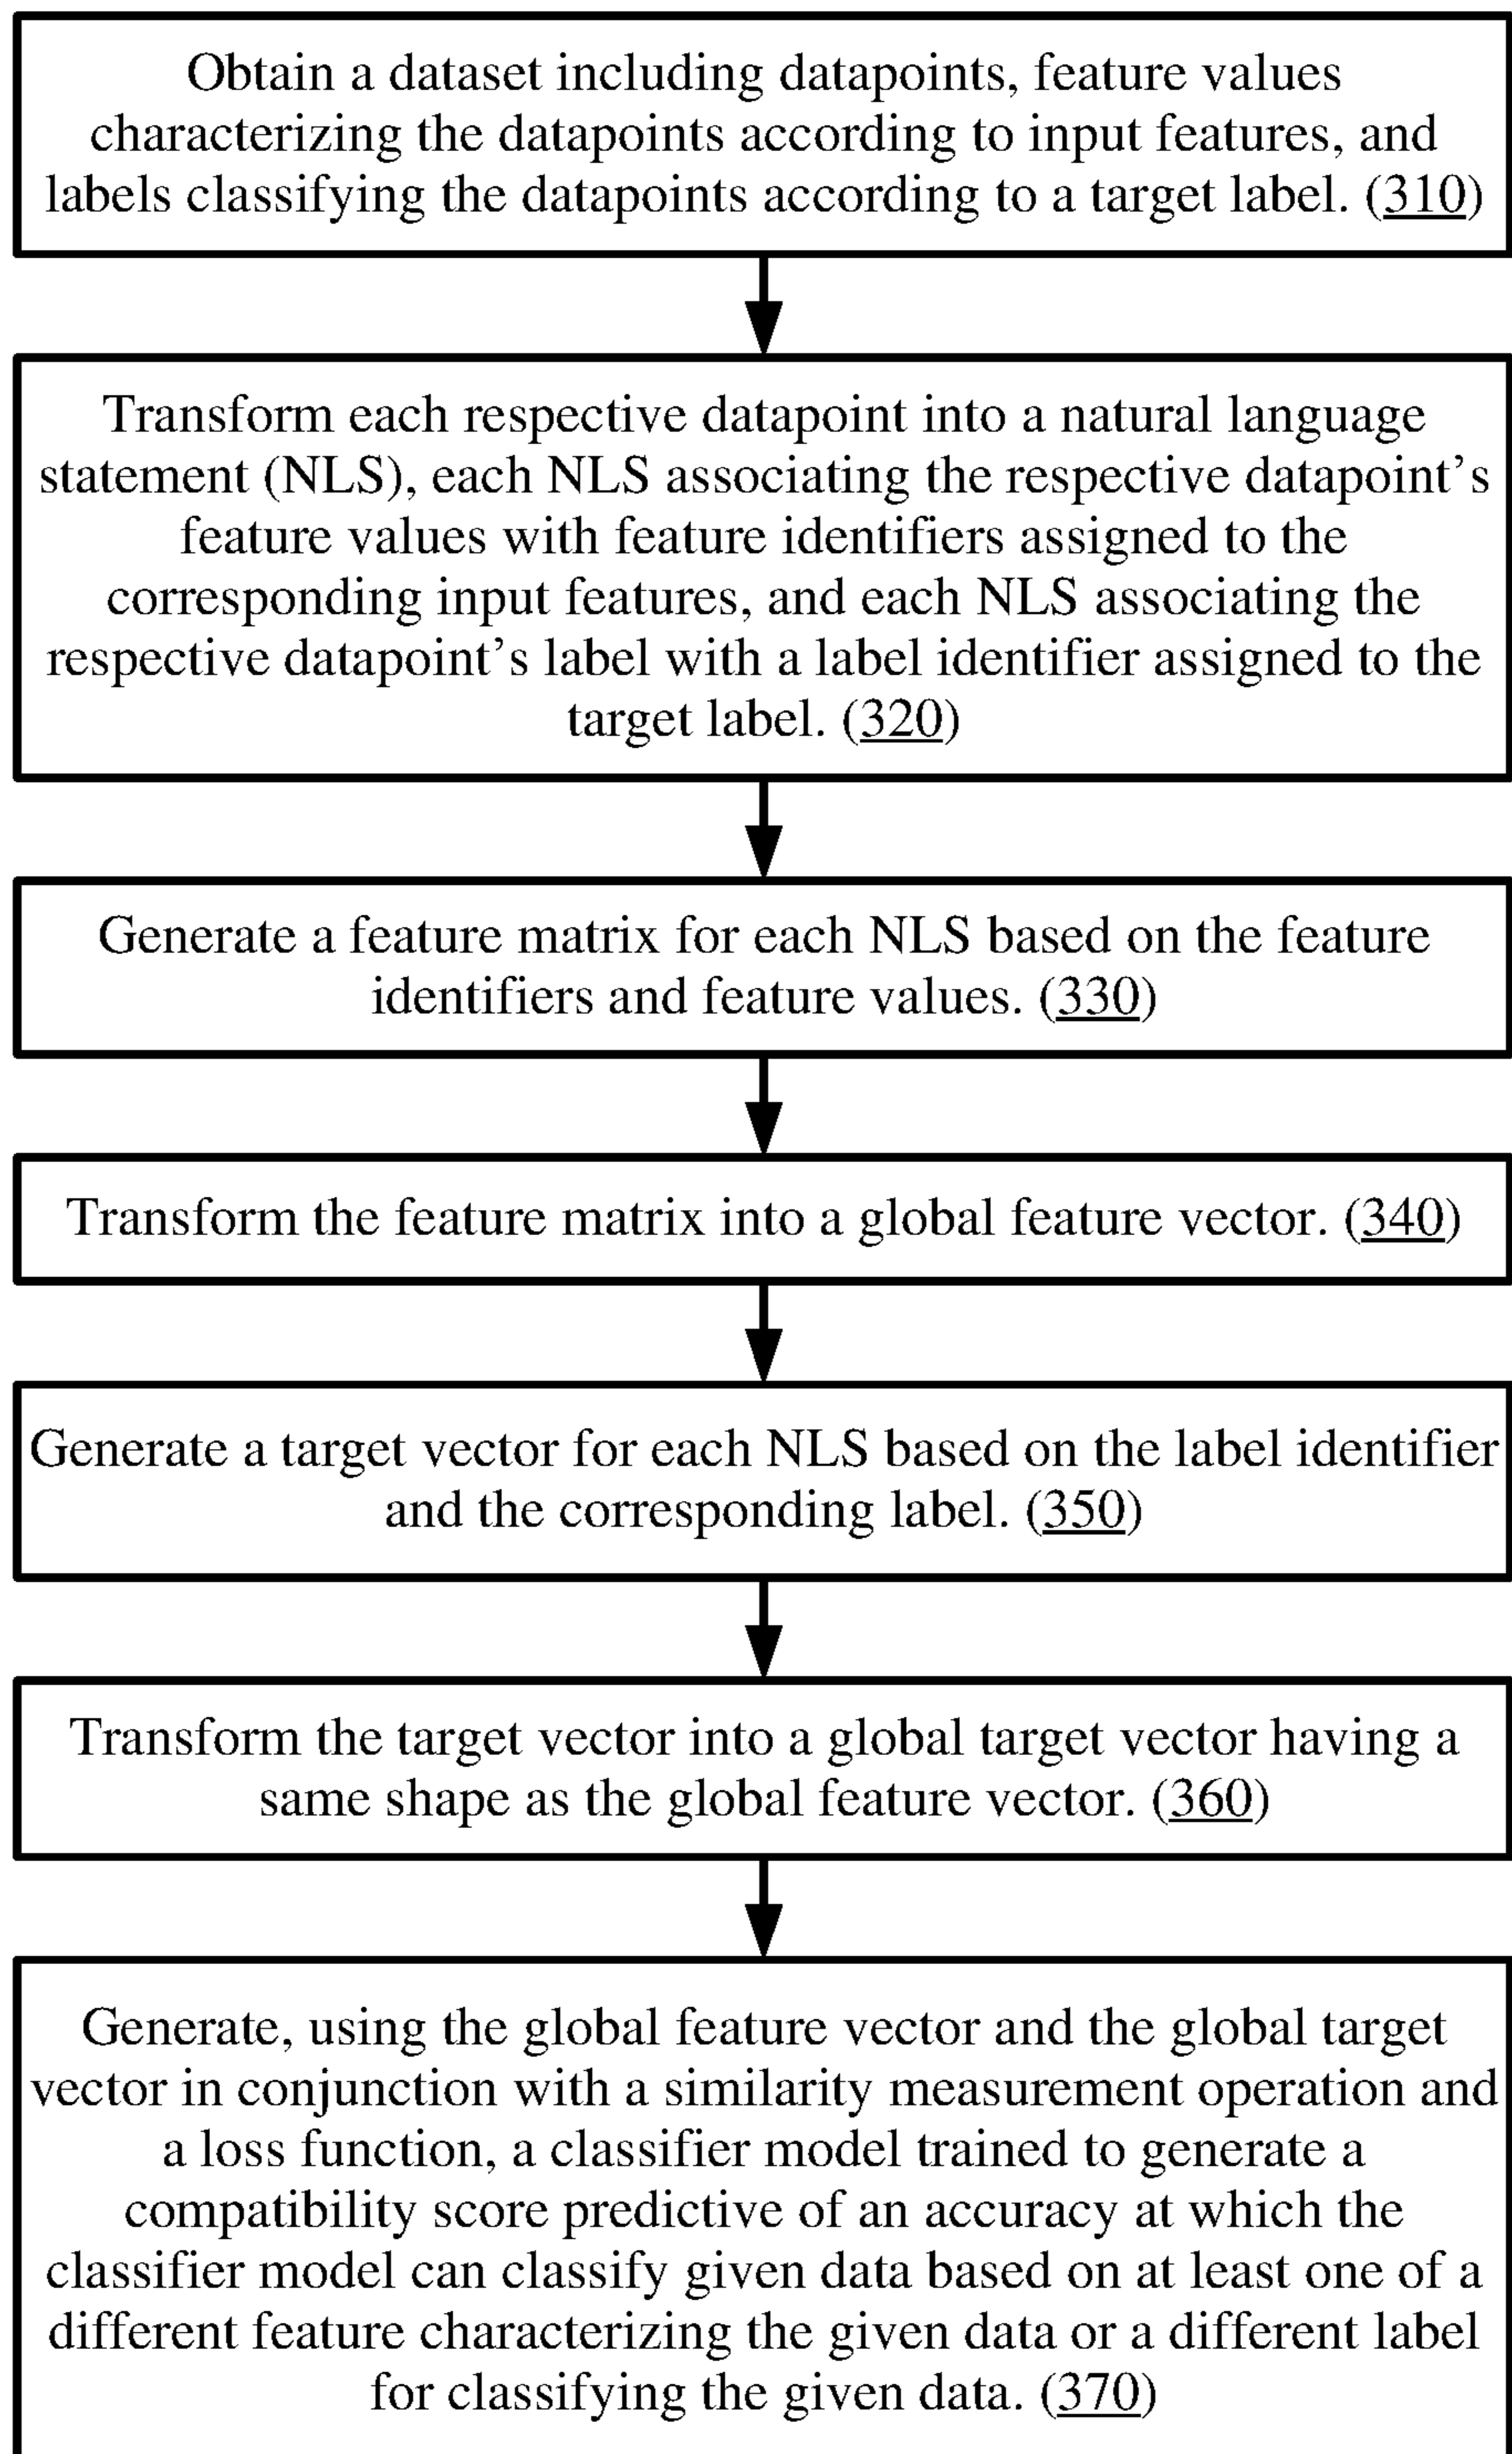 Obtain a dataset including datapoints, feature values
characterizing the datapoints according to input features, and
labels classifying the datapoints according to a target label. (310)
Transform each respective datapoint into a natural language
statement (NLS), each NLS associating the respective datapoint's
feature values with feature identifiers assigned to the
corresponding input features, and each NLS associating the
respective datapoint's label with a label identifier assigned to the
target label. (320)
Generate a feature matrix for each NLS based on the feature
identifiers and feature values. (330)
Transform the feature matrix into a global feature vector. (340)
Generate a target vector for each NLS based on the label identifier
and the corresponding label. (350)
Transform the target vector into a global target vector having a
same shape as the global feature vector. (360)
Generate, using the global feature vector and the global target
vector in conjunction with a similarity measurement operation and
a loss function, a classifier model trained to generate a
compatibility score predictive of an accuracy at which the
classifier model can classify given data based on at least one of a
different feature characterizing the given data or a different label
for classifying the given data. (370)